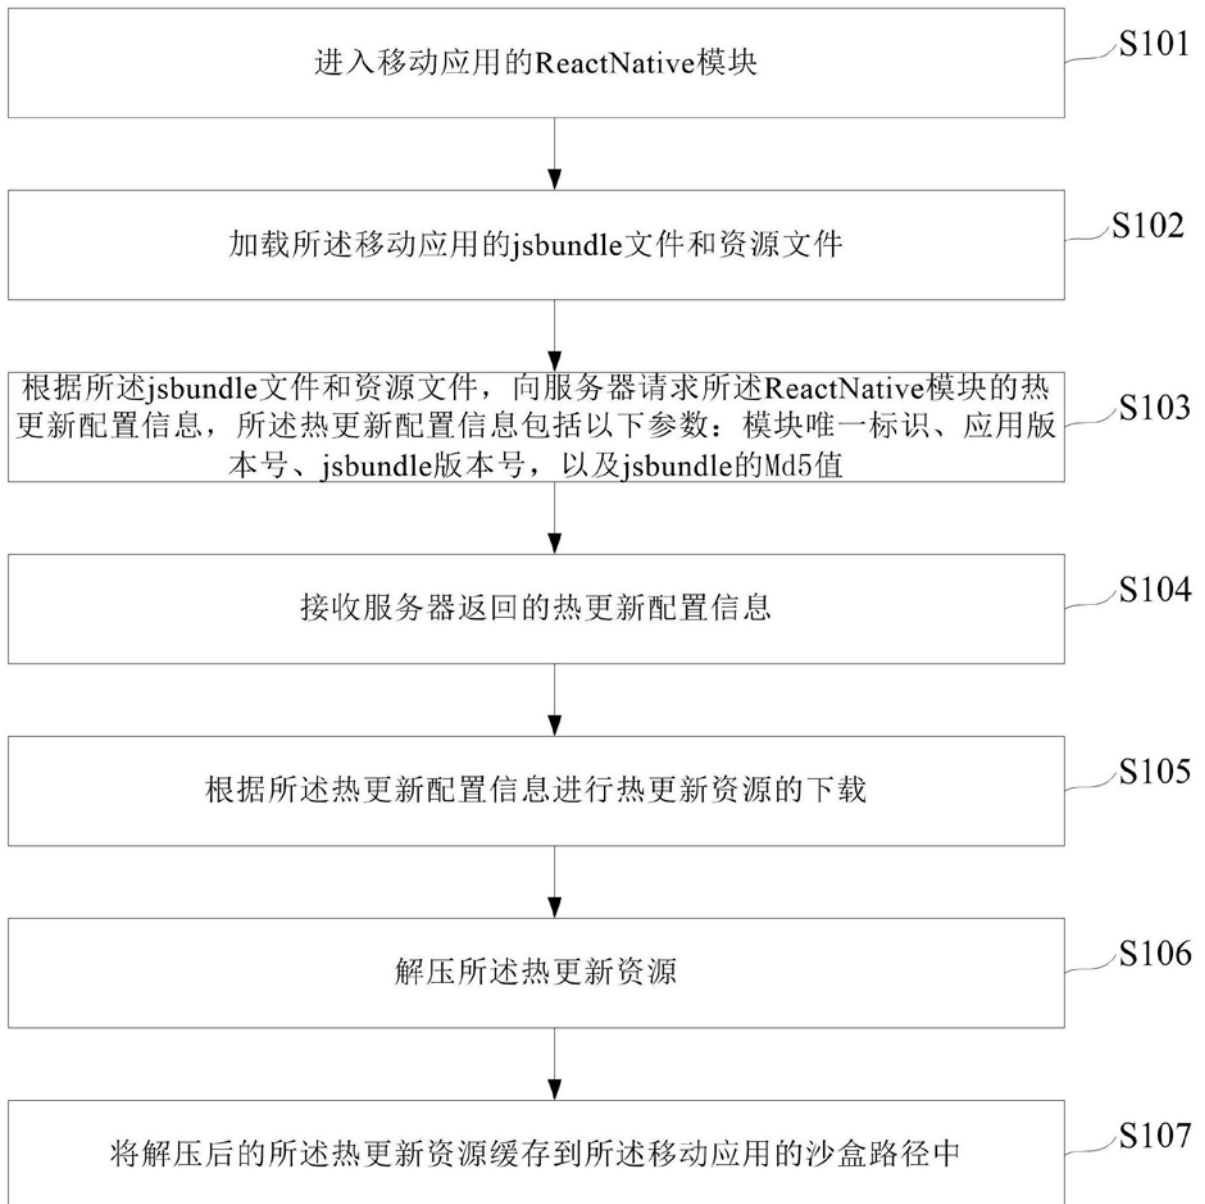 进入移动应用的ReactNative模块
S101
加载所述移动应用的jsbundle文件和资源文件
S102
根据所述jsbundle文件和资源文件，向服务器请求所述ReactNative模块的热
更新配置信息，所述热更新配置信息包括以下参数：模块唯一标识、应用版
本号、jsbundle版本号，以及jsbundle的Md5值
S103
接收服务器返回的热更新配置信息
S104
根据所述热更新配置信息进行热更新资源的下载
S105
解压所述热更新资源
S106
将解压后的所述热更新资源缓存到所述移动应用的沙盒路径中
S107